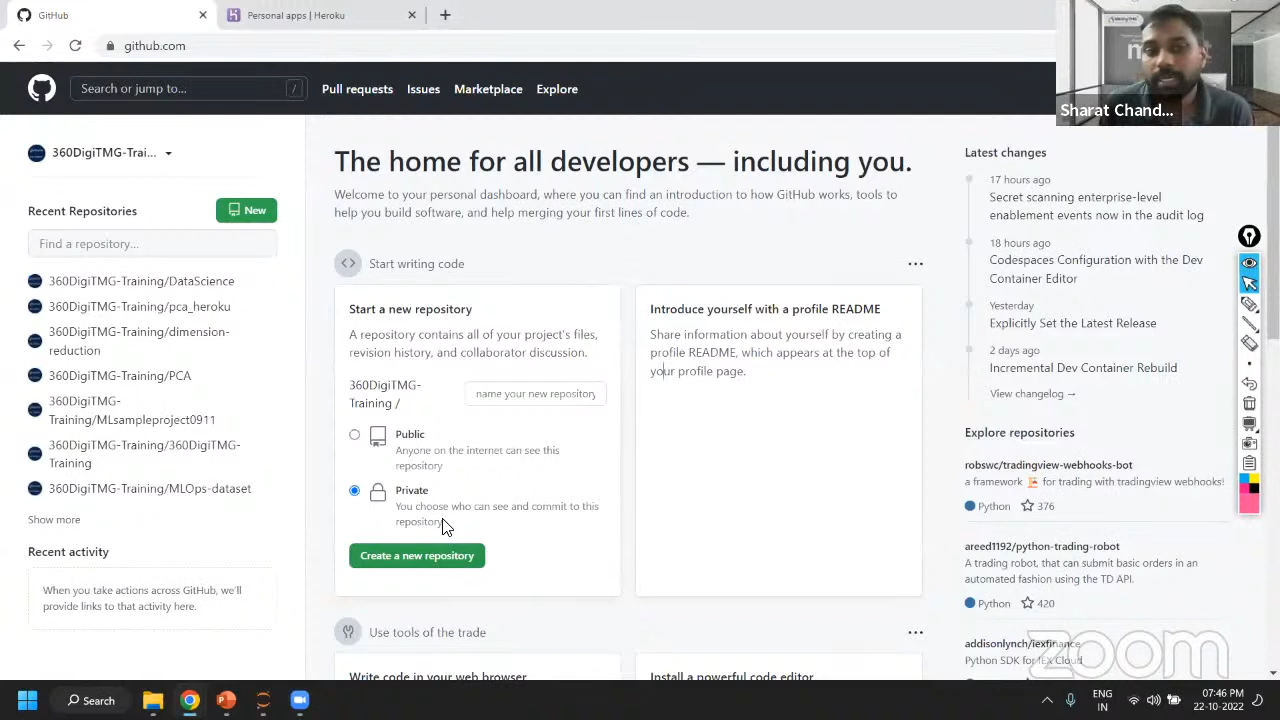 GitHub
Personal apps | Heroku
github.com
Sharat Chand...
Search or jump to...
/
Pull requests
Issues
Marketplace
Explore
360DigiTMG-Trai...
Recent Repositories
New
Find a repository...
360DigiTMG-Training/DataScience
360DigiTMG-Training/pca_heroku
360DigiTMG-Training/dimension-
reduction
360DigiTMG-Training/PCA
360DigiTMG-
Training/MLsampleproject0911
360DigiTMG-Training/360DigiTMG-
Training
360DigiTMG-Training/MLOps-dataset
Show more
Recent activity
When you take actions across GitHub, we'll
provide links to that activity here.
The home for all developers — including you.
Welcome to your personal dashboard, where you can find an introduction to how GitHub works, tools to
help you build software, and help merging your first lines of code.
Start writing code
Start a new repository
A repository contains all of your project's files,
revision history, and collaborator discussion.
360DigiTMG-
Training /
name your new repository
Public
Anyone on the internet can see this
repository
Private
You choose who can see and commit to this
repository
Create a new repository
Introduce yourself with a profile README
Share information about yourself by creating a
profile README, which appears at the top of
your profile page.
Use tools of the trade
Write code in your web browser
Install a powerful code editor
Latest changes
17 hours ago
Secret scanning enterprise-level
enablement events now in the audit log
18 hours ago
Codespaces Configuration with the Dev
Container Editor
Yesterday
Explicitly Set the Latest Release
2 days ago
Incremental Dev Container Rebuild
View changelog →
Explore repositories
robswc/tradingview-webhooks-bot
a framework for trading with tradingview webhooks!
Python 376
areed1192/python-trading-robot
A trading robot, that can submit basic orders in an
automated fashion using the TD API.
Python 420
addisonlynch/iexfinance
Python SDK for IEX Cloud
zoom
Search
ENG
IN
07:46 PM
22-10-2022